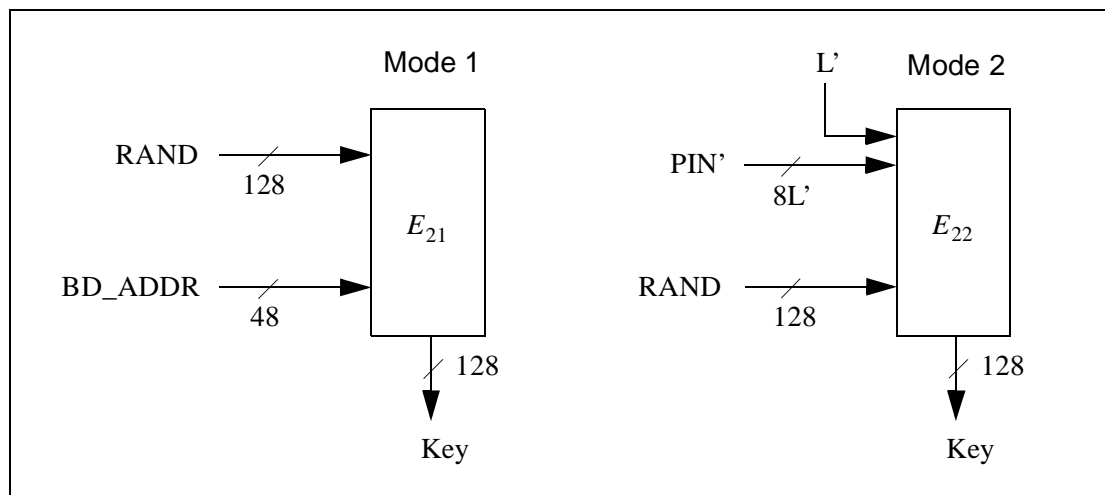 Mode 1
RAND
128
BD_ADDR
48
E21
128
Key
Mode 2
L’
PIN’
8L’
RAND
128
E22
128
Key